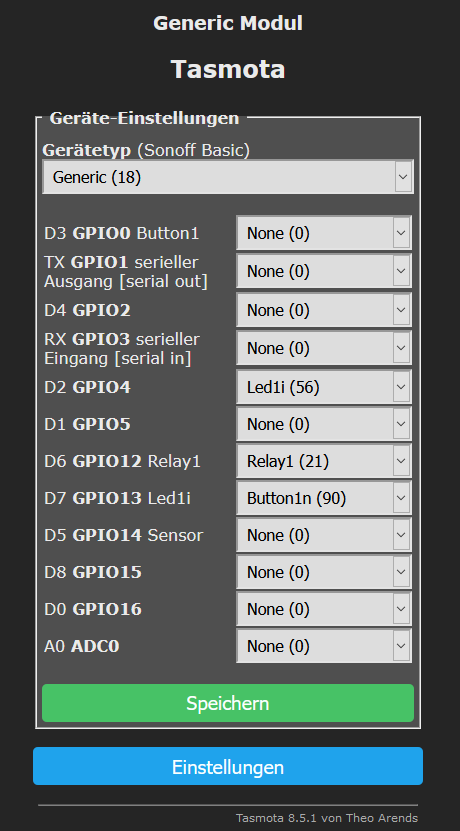 Generic Modul
Tasmota
Geräte-Einstellungen
Gerätetyp (Sonoff Basic)
Generic (18)
D3 GPIO0 Button1 None (0)
TX GPIO1 serieller
Ausgang [serial out] None (0)
D4 GPIO2 None (0)
RX GPIO3 serieller
Eingang [serial in] None (0)
D2 GPIO4 Led1i (56)
D1 GPIO5 None (0)
D6 GPIO12 Relay1 Relay1 (21)
D7 GPIO13 Led1i Button1n (90)
D5 GPIO14 Sensor None (0)
D8 GPIO15 None (0)
D0 GPIO16 None (0)
A0 ADC0 None (0)
Speichern
Einstellungen
Tasmota 8.5.1 von Theo Arends